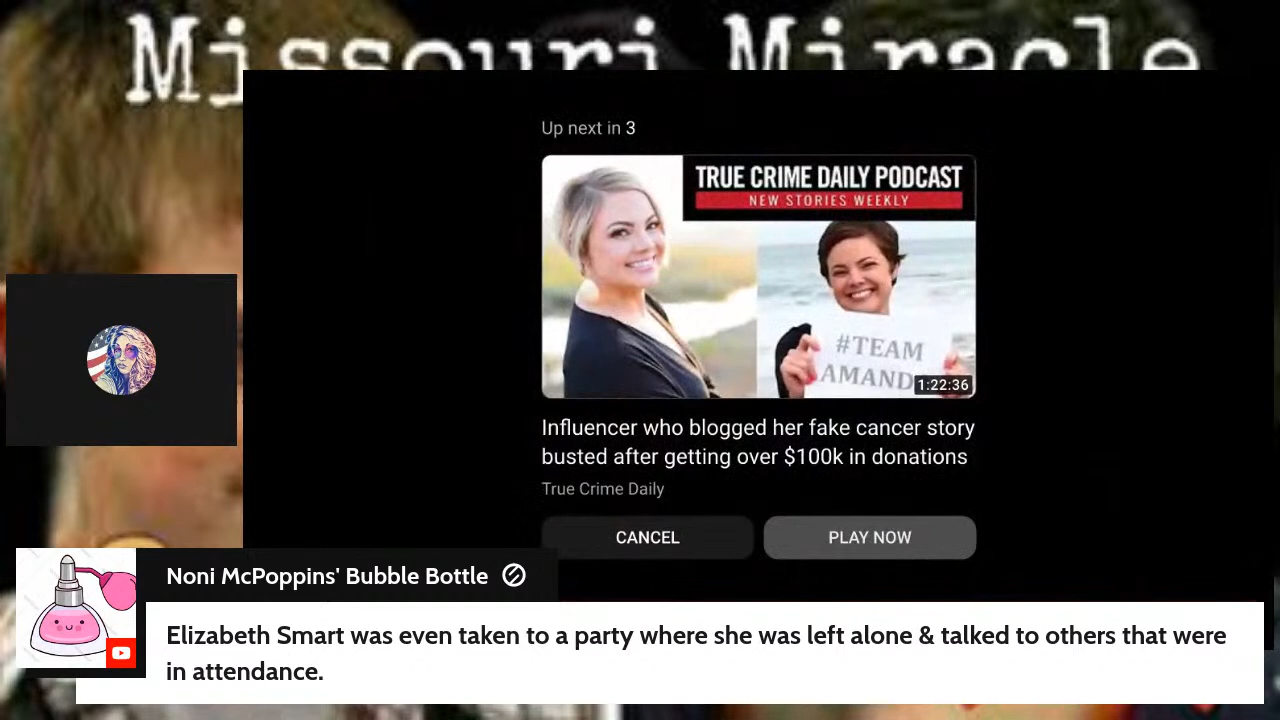 Missouri Miracle
Up next in 3
TRUE CRIME DAILY PODCAST
NEW STORIES WEEKLY
#TEAM
AMAND
1:22:36
Influencer who blogged her fake cancer story
busted after getting over $100k in donations
True Crime Daily
CANCEL PLAY NOW
Noni McPoppins' Bubble Bottle
Elizabeth Smart was even taken to a party where she was left alone & talked to others that were
in attendance.